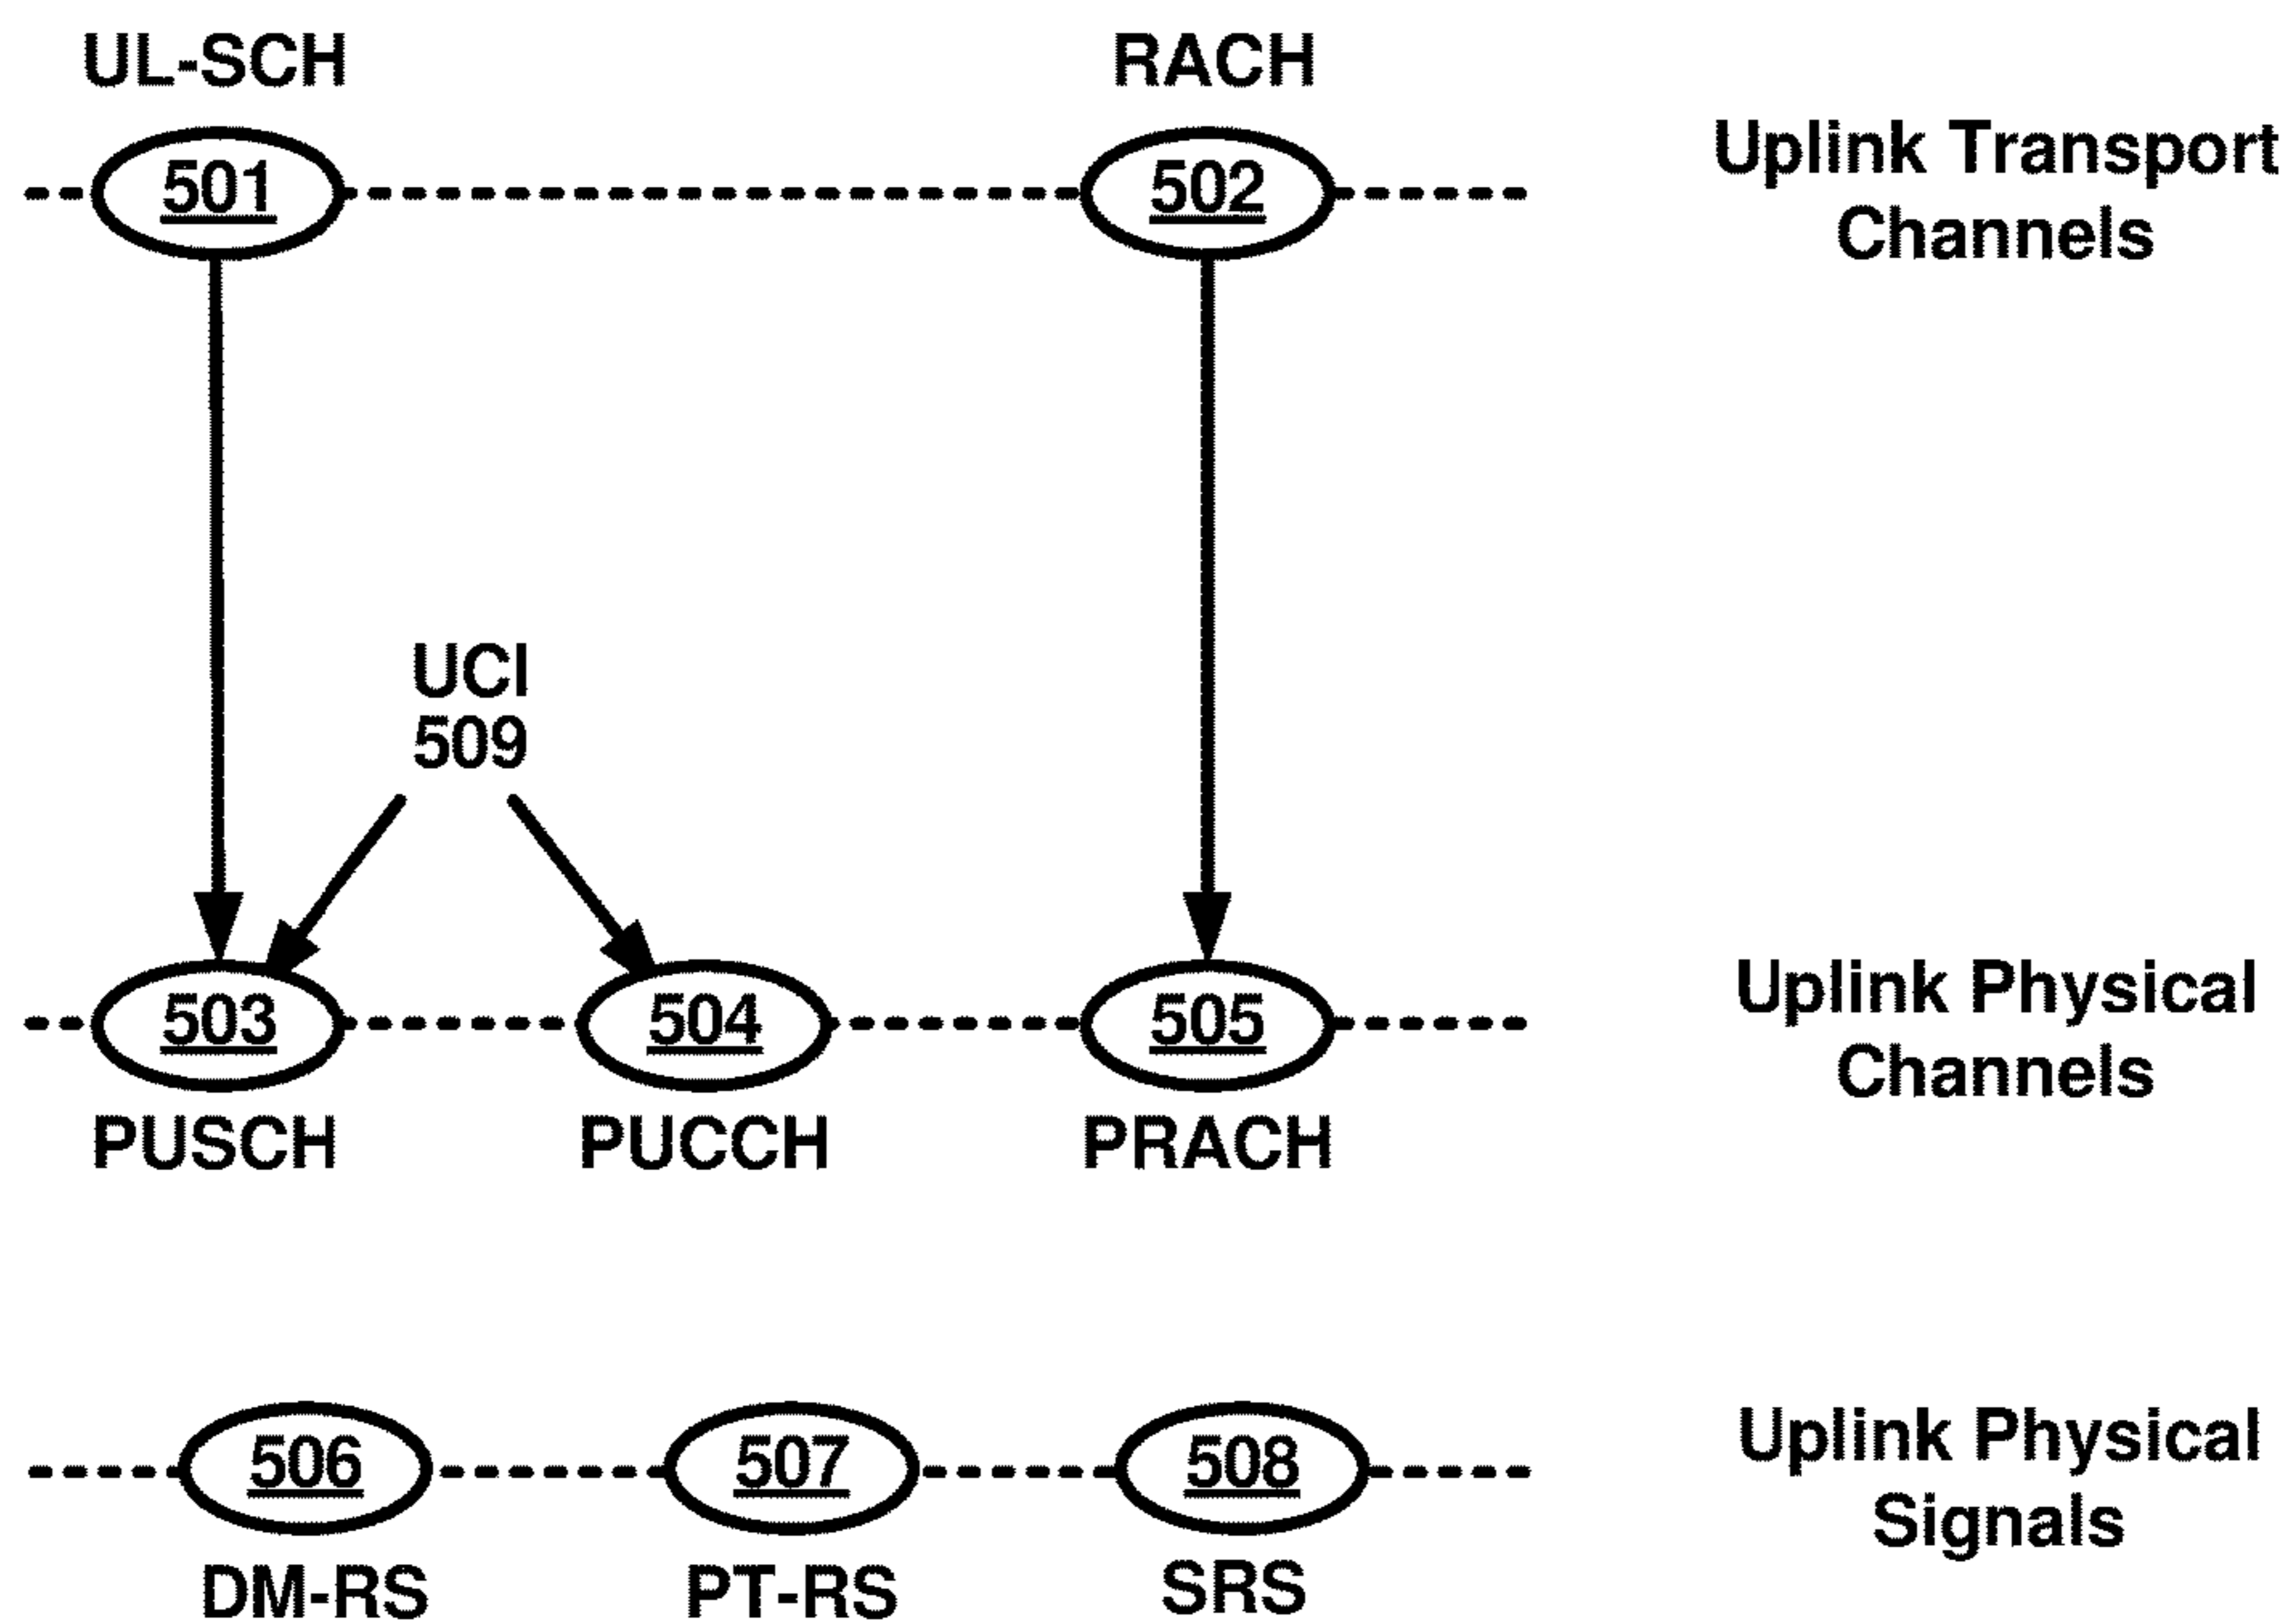 UL-SCH
RACH
501
502
Uplink Transport
Channels
UCI
509
503
504
505
Uplink Physical
Channels
PUSCH
PUCCH
PRACH
506
507
508
Uplink Physical
Signals
DM-RS
PT-RS
SRS